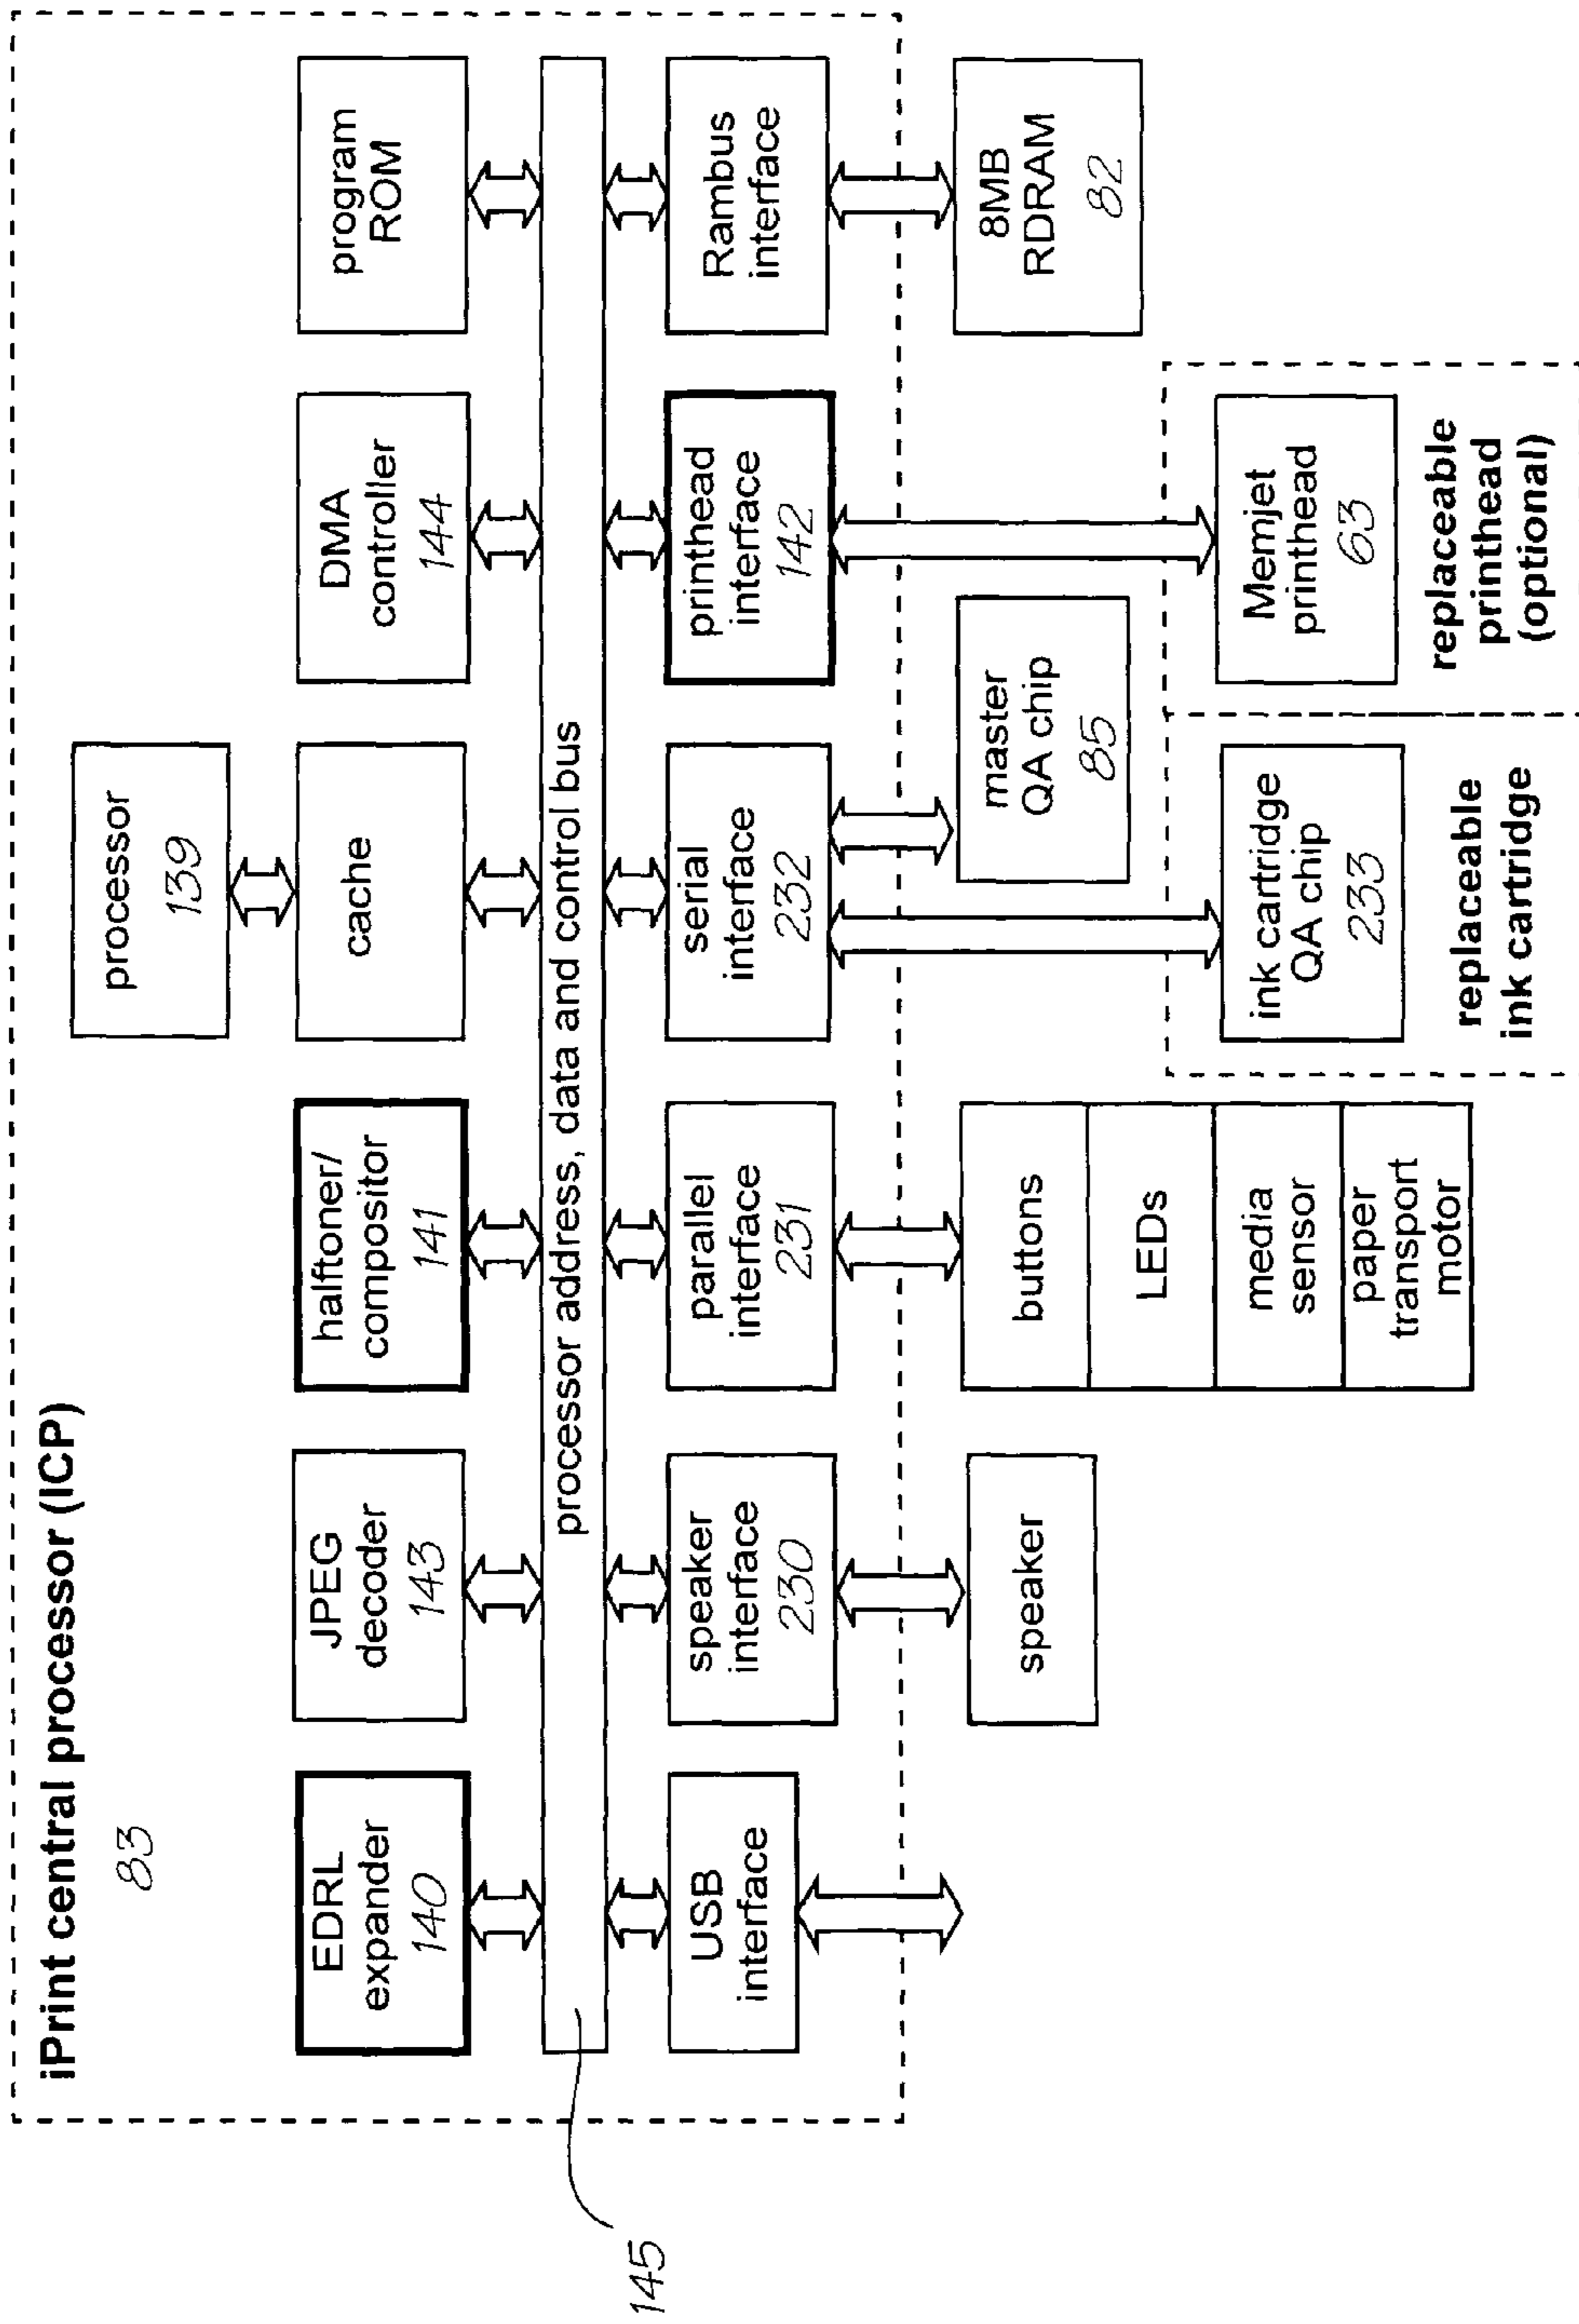 iPrint central processor (ICP)
83
processor
139
EDRL
expander
140
JPEG
decoder
143
halftoner/
compositor
141
cache
DMA
controller
144
program
ROM
processor address, data and control bus
145
USB
interface
speaker
interface
230
parallel
interface
231
serial
interface
232
printhead
interface
142
Rambus
interface
speaker
buttons
LEDs
media
sensor
paper
transport
motor
master
QA chip
85
8MB
RDRAM
82
ink cartridge
QA chip
233
replaceable
ink cartridge
Memjet
printhead
63
replaceable
printhead
(optional)